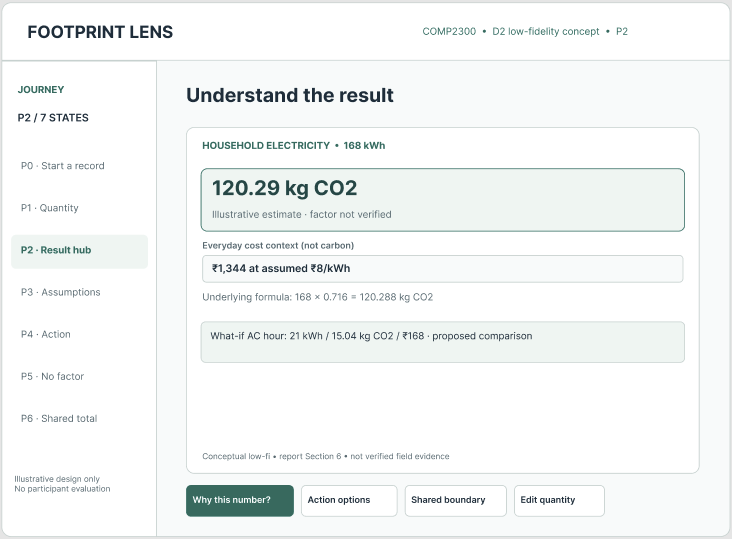 FOOTPRINT LENS
COMP2300 • D2 low-fidelity concept • P2
JOURNEY
P2 / 7 STATES
P0 · Start a record
P1 · Quantity
P2 · Result hub
P3 · Assumptions
P4 · Action
P5 · No factor
P6 · Shared total
Illustrative design only
No participant evaluation
Understand the result
HOUSEHOLD ELECTRICITY • 168 kWh
120.29 kg CO2
Illustrative estimate · factor not verified
Everyday cost context (not carbon)
₹1,344 at assumed ₹8/kWh
Underlying formula: 168 × 0.716 = 120.288 kg CO2
What-if AC hour: 21 kWh / 15.04 kg CO2 / ₹168 · proposed comparison
Conceptual low-fi • report Section 6 • not verified field evidence
Why this number?
Action options
Shared boundary
Edit quantity